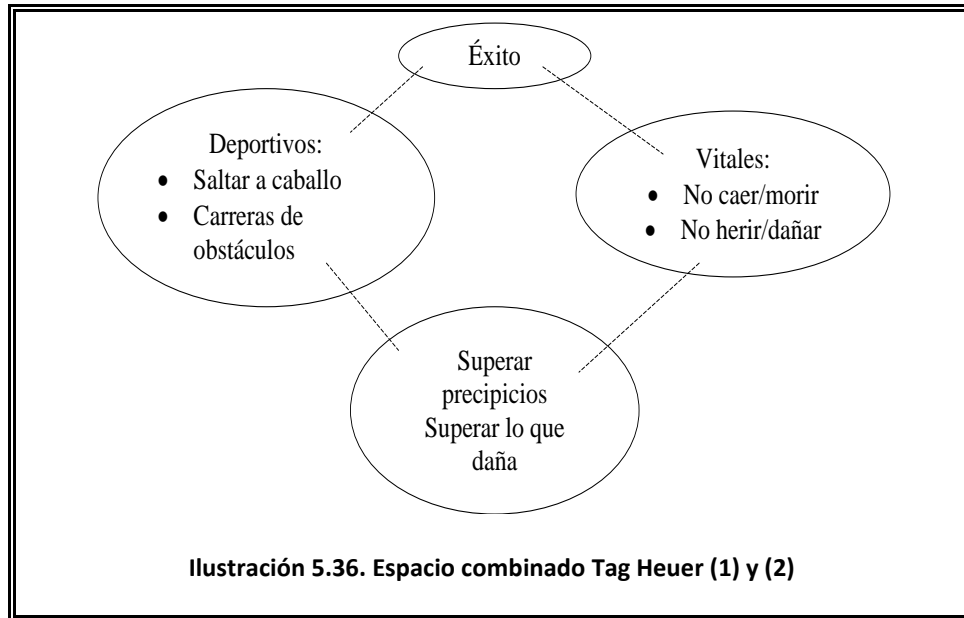 Éxito
Deportivos:
• Saltar a caballo
• Carreras de
obstáculos
Vitales:
• No caer/morir
• No herir/dañar
Superar
precipicios
Superar lo que
daña
Ilustración 5.36. Espacio combinado Tag Heuer (1) y (2)